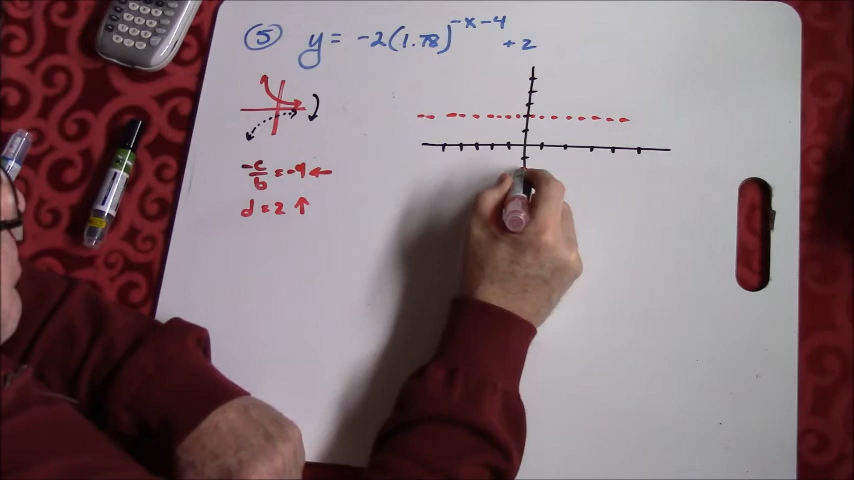 ⑤ y = -2(1.78)^{-x-4} + 2
-c/b = -4 ←
d = 2 ↑